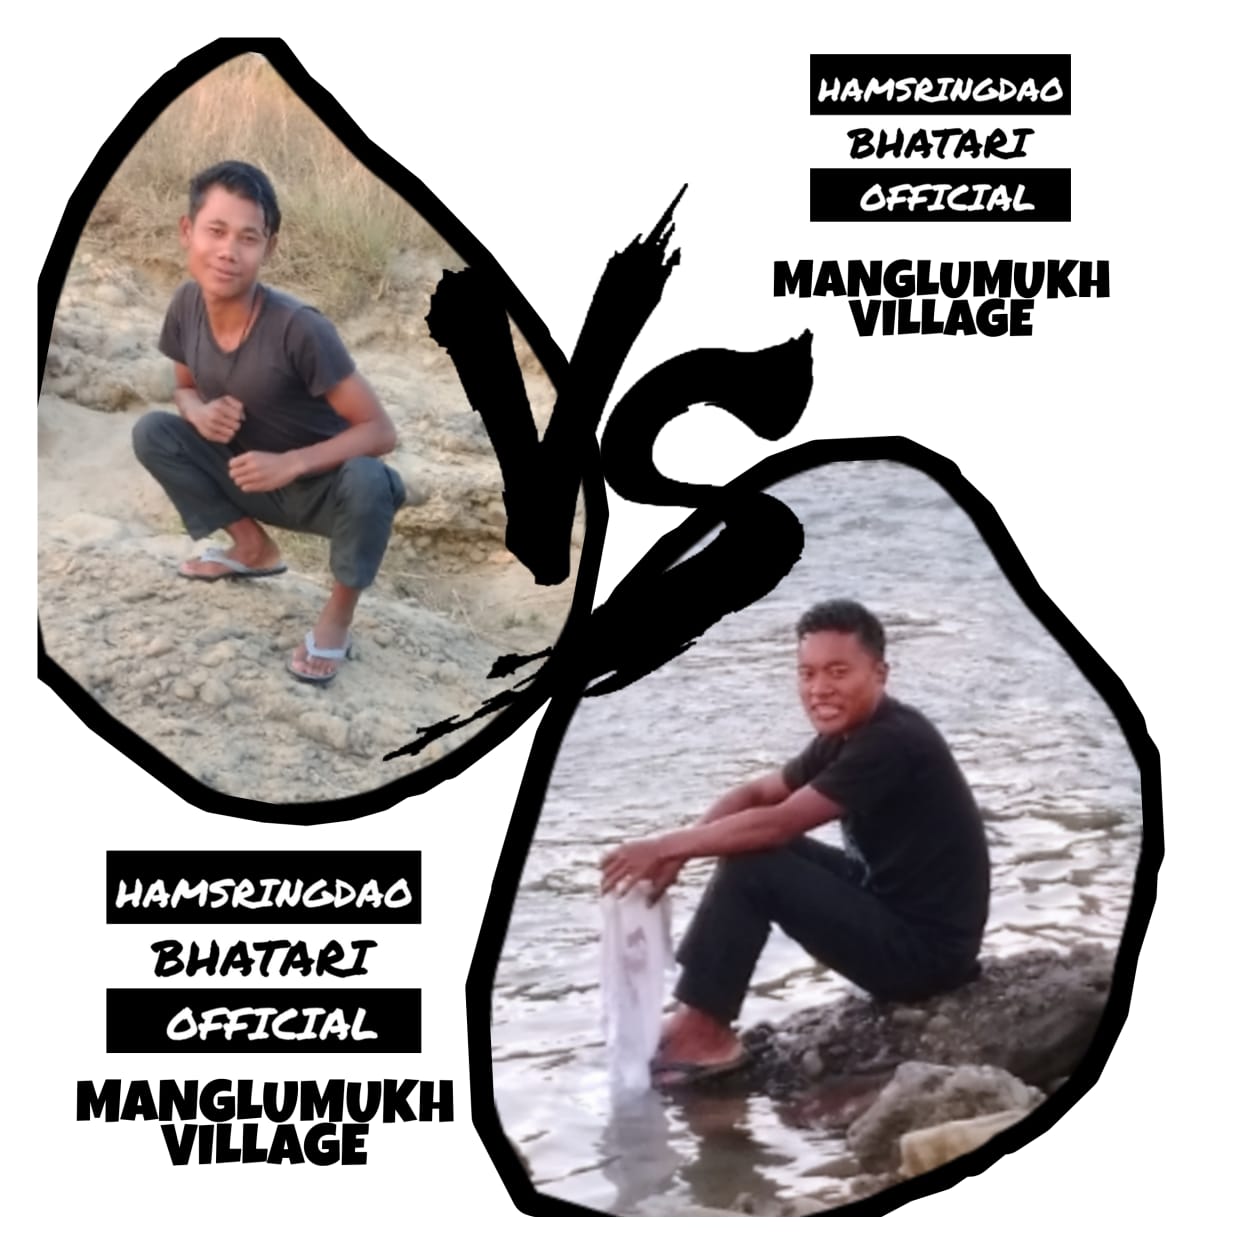 HAMSRINGDAO
BHATARI
OFFICIAL
MANGLUMUKH
VILLAGE
VS
HAMSRINGDAO
BHATARI
OFFICIAL
MANGLUMUKH
VILLAGE